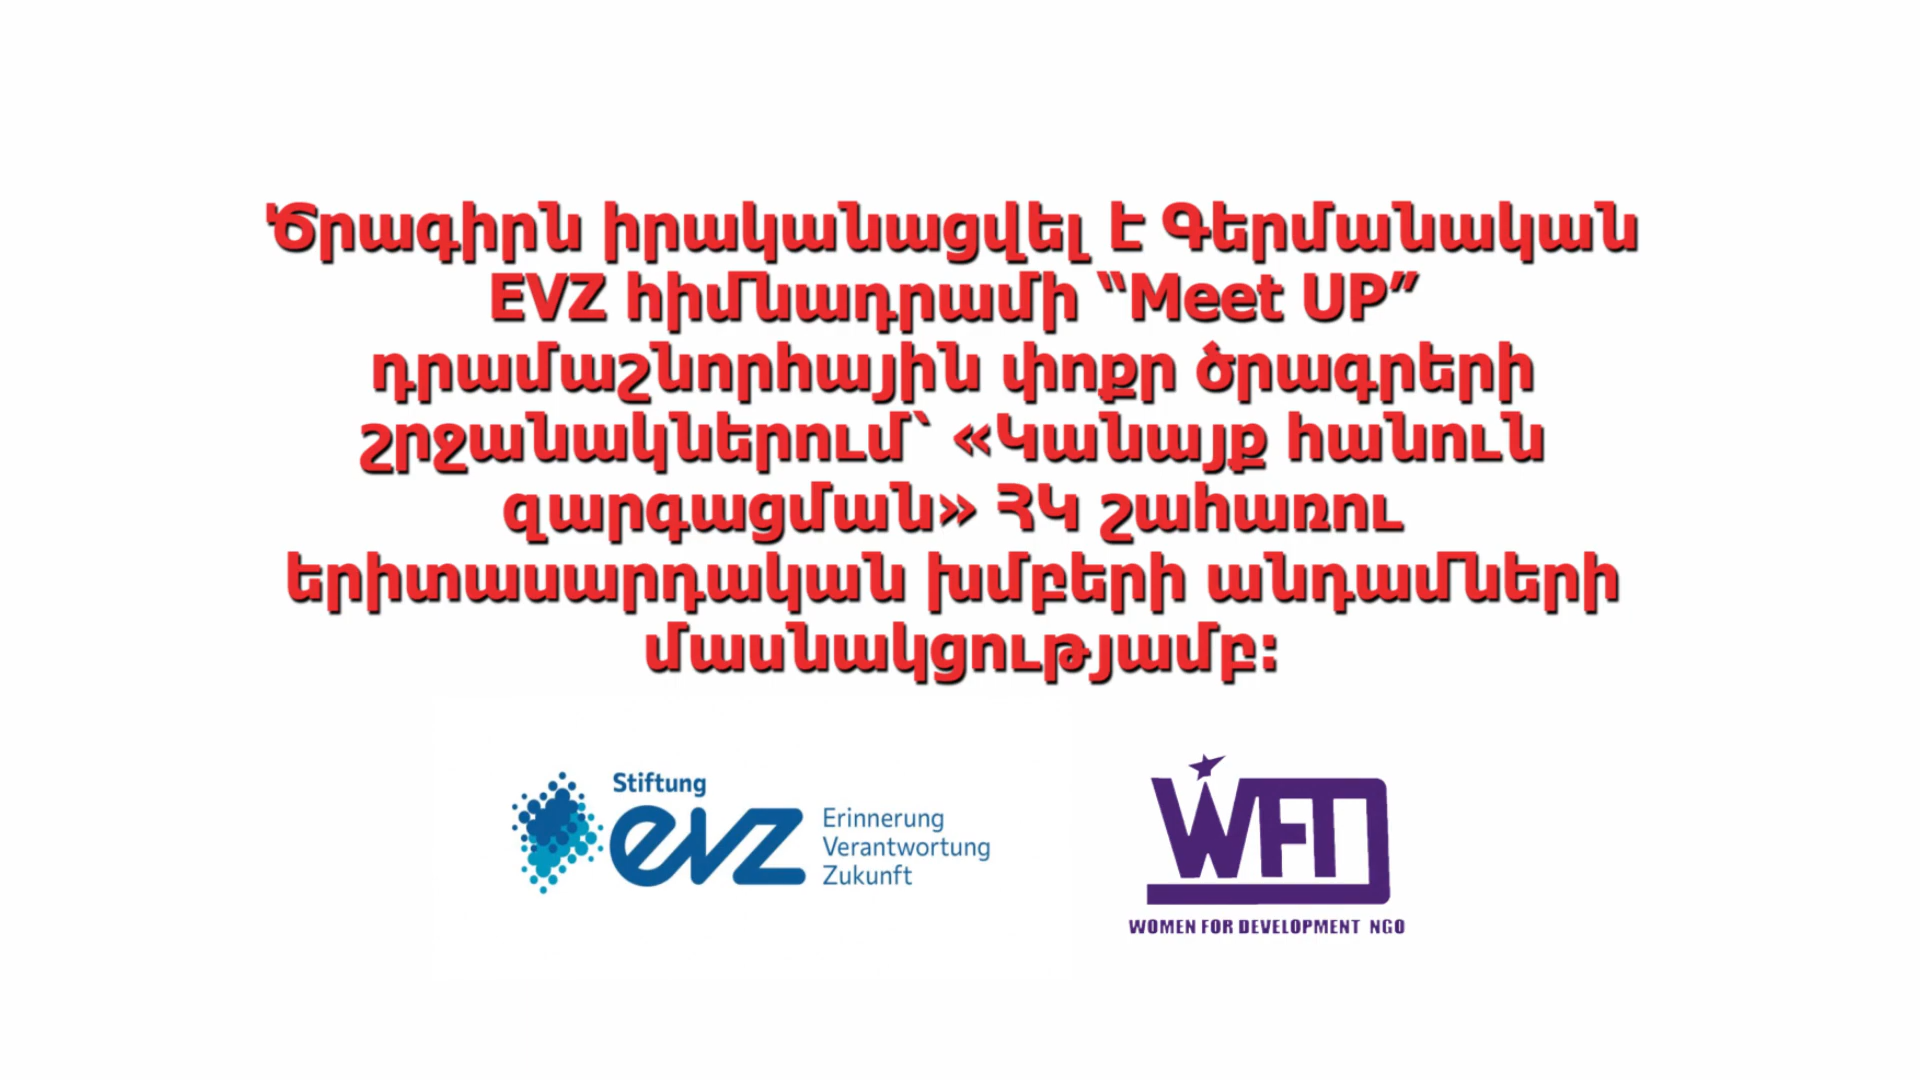 Ծրագիրն իրականացվել է Գերմանական
EVZ հիմնադրամի “Meet UP”
դրամաշնորհային փոքր ծրագրերի
շրջանակներում՝ «Կանայք հանուն
զարգացման» ՀԿ շահառու
երիտասարդական խմբերի անդամների
մասնակցությամբ:
Stiftung
evz
Erinnerung
Verantwortung
Zukunft
WFD
WOMEN FOR DEVELOPMENT NGO